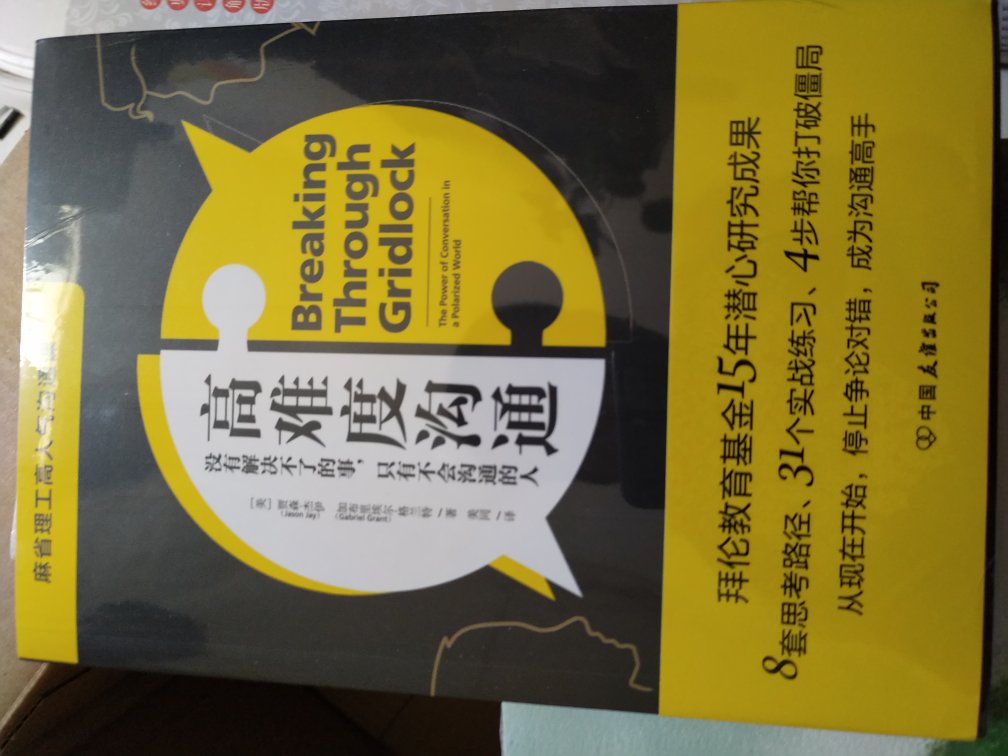 麻省理工高人气沟通课
Breaking
Through
Gridlock
The Power of Conversation in
a Polarized World
高难度沟通
没有解决不了的事，只有不会沟通的人
［美］贾森·杰伊
(Jason Jay)
加布里埃尔·格兰特／著
(Gabriel Grant)
美同／译
拜伦教育基金15年潜心研究成果
8套思考路径、31个实战练习、4步帮你打破僵局
从现在开始，停止争论对错，成为沟通高手
中国友谊出版公司